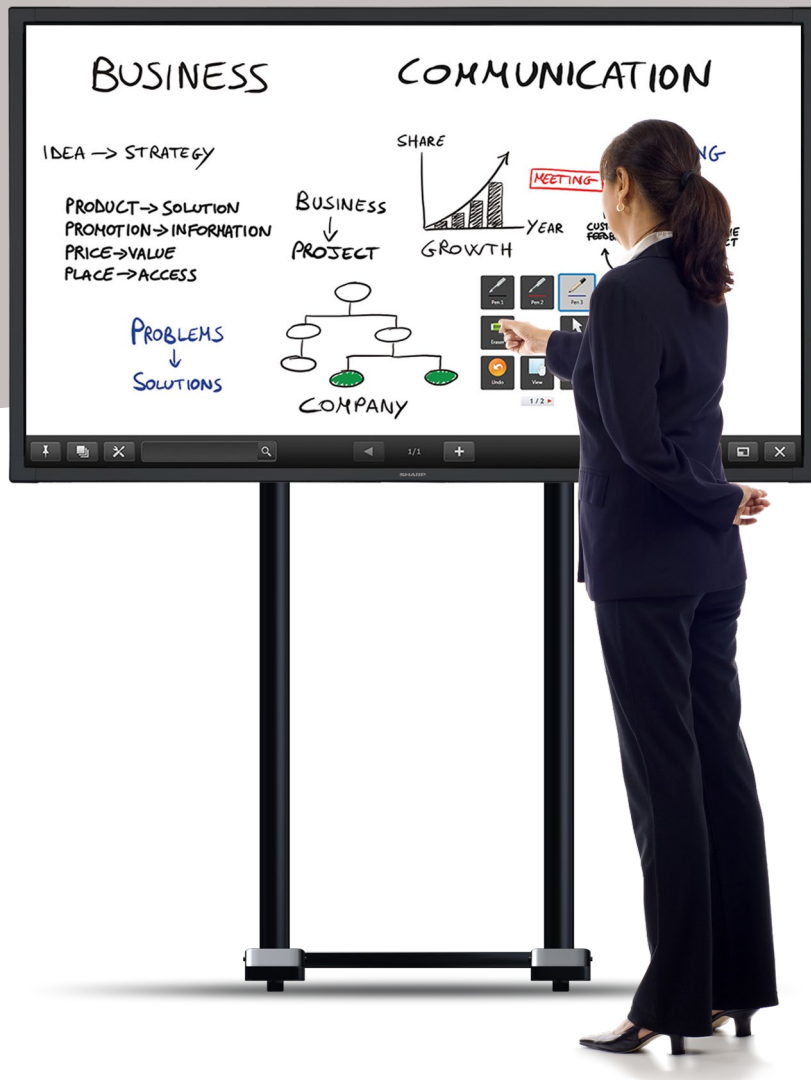 BUSINESS COMMUNICATION
IDEA → STRATEGY
PRODUCT → SOLUTION
PROMOTION → INFORMATION
PRICE → VALUE
PLACE → ACCESS
PROBLEMS
↓
SOLUTIONS
BUSINESS
↓
PROJECT
COMPANY
SHARE
YEAR
GROWTH
MEETING
Pen 1
Pen 2
Pen 3
Undo
View
1 / 2
1/1
SHARP